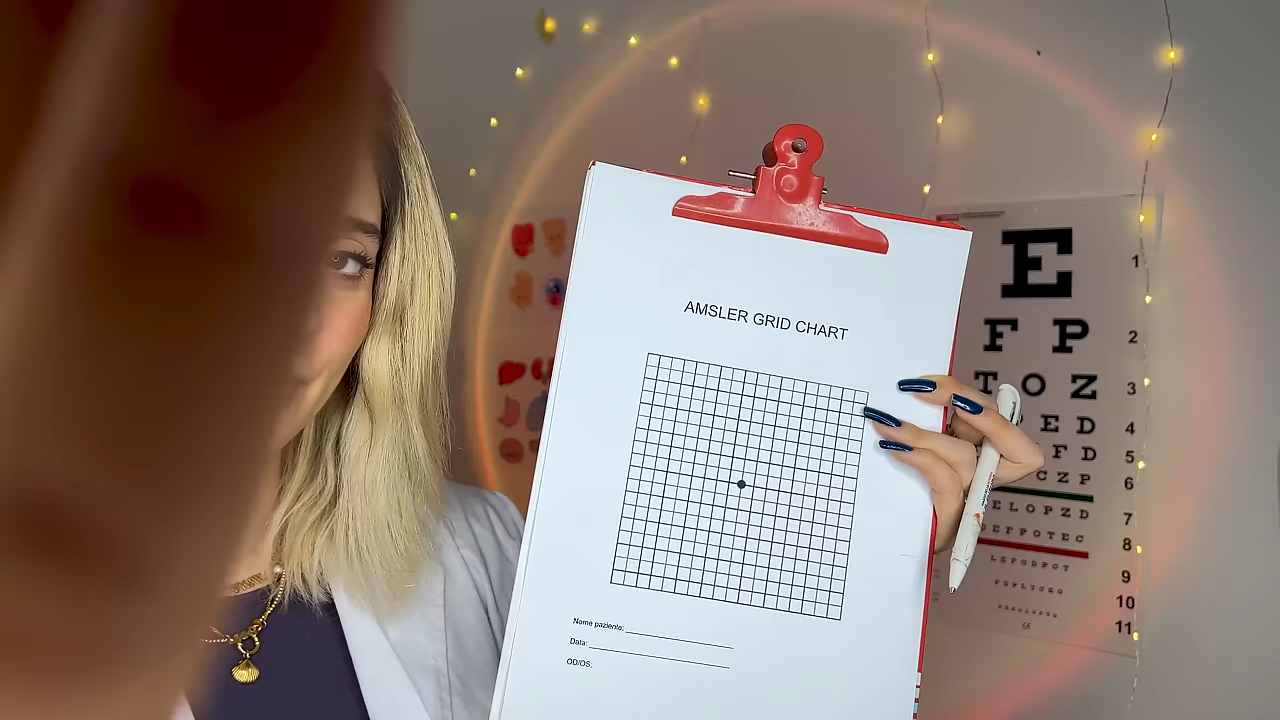 AMSLER GRID CHART
Nome paziente:
Data:
OD/OS:
E 1
F P 2
T O Z 3
E D 4
F D 5
C Z P 6
E L O P Z D 7
D E F P O T E C 8
9
10
11